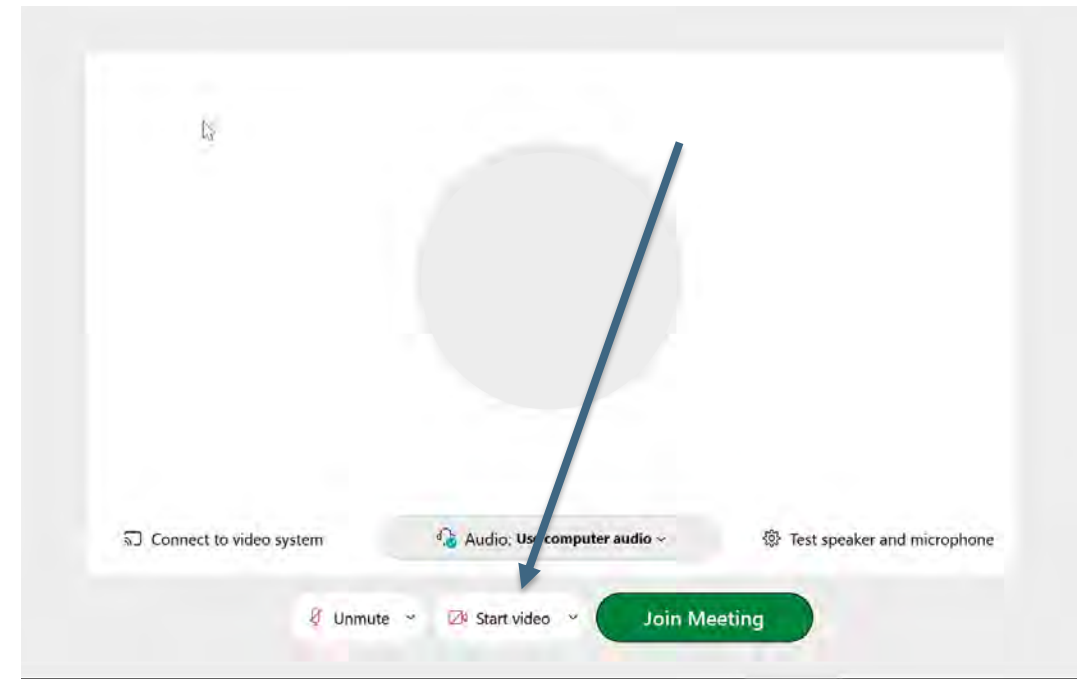 Connect to video system
Audio: Use computer audio
Test speaker and microphone
Unmute
Start video
Join Meeting